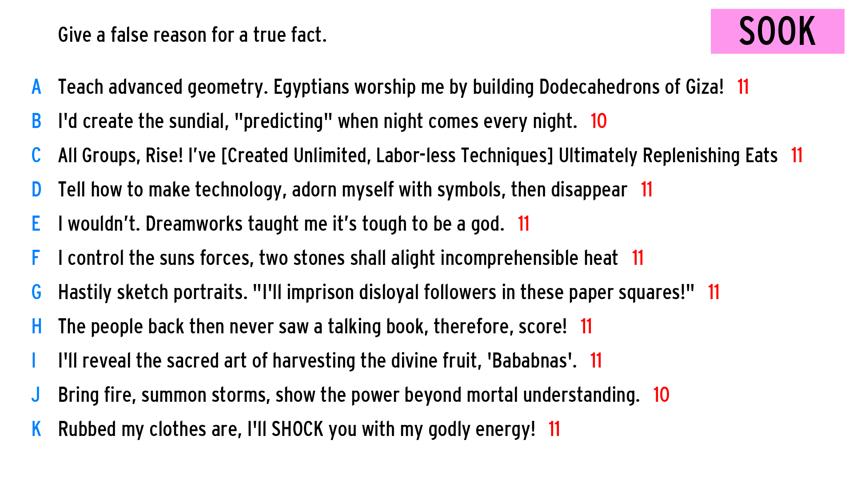 Give a false reason for a true fact.
SOOK
A Teach advanced geometry. Egyptians worship me by building Dodecahedrons of Giza! 11
B I'd create the sundial, "predicting" when night comes every night. 10
C All Groups, Rise! I've [Created Unlimited, Labor-less Techniques] Ultimately Replenishing Eats 11
D Tell how to make technology, adorn myself with symbols, then disappear 11
E I wouldn't. Dreamworks taught me it's tough to be a god. 11
F I control the suns forces, two stones shall alight incomprehensible heat 11
G Hastily sketch portraits. "I'll imprison disloyal followers in these paper squares!" 11
H The people back then never saw a talking book, therefore, score! 11
I I'll reveal the sacred art of harvesting the divine fruit, 'Bababnas'. 11
J Bring fire, summon storms, show the power beyond mortal understanding. 10
K Rubbed my clothes are, I'll SHOCK you with my godly energy! 11